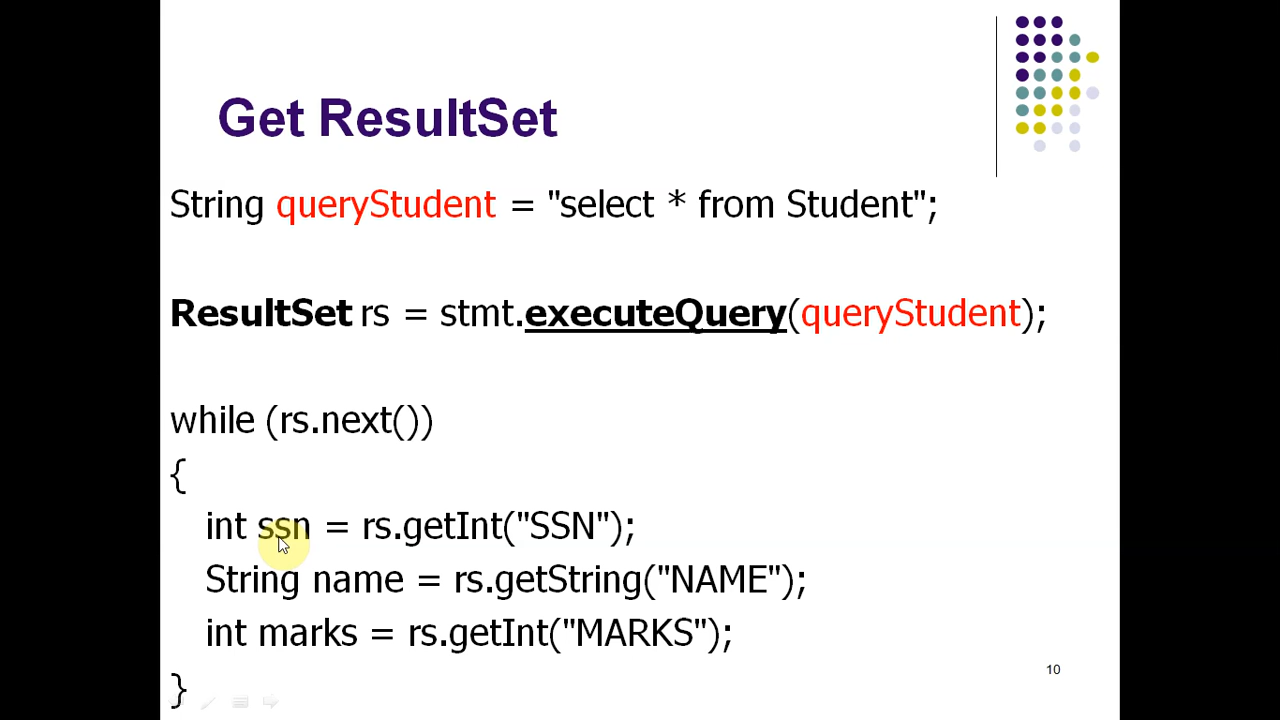 Get ResultSet
String queryStudent = "select * from Student";
ResultSet rs = stmt.executeQuery(queryStudent);
while (rs.next())
{
int ssn = rs.getInt("SSN");
String name = rs.getString("NAME");
int marks = rs.getInt("MARKS");
}
10